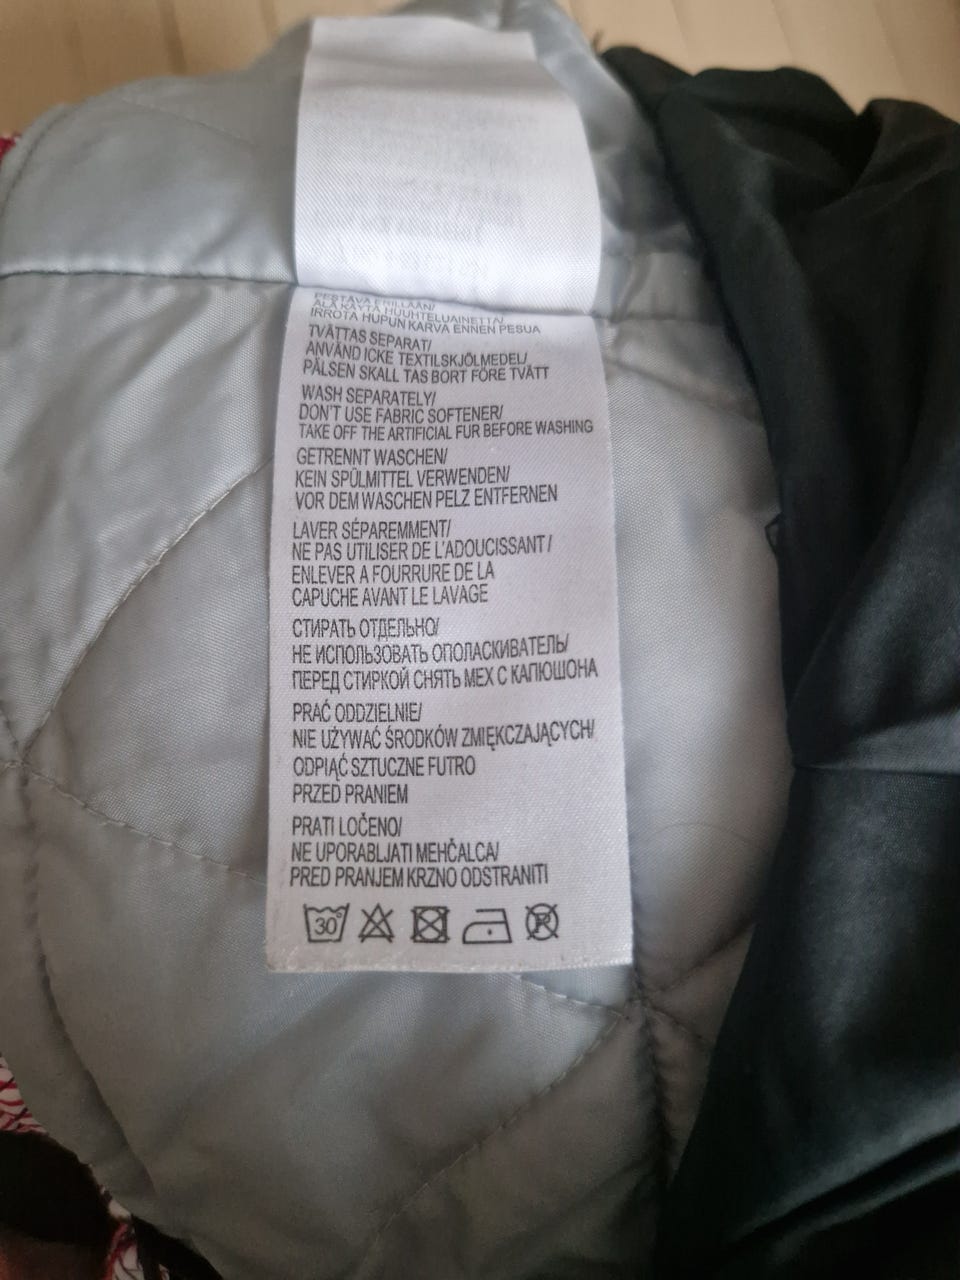 PESTÄVÄ ERILLÄÄN/
ÄLÄ KÄYTÄ HUUHTELUAINETTA/
IRROTA HUPUN KARVA ENNEN PESUA
TVÄTTAS SEPARAT/
ANVÄND ICKE TEXTILSKJÖLMEDEL/
PÄLSEN SKALL TAS BORT FÖRE TVÄTT
WASH SEPARATELY/
DON'T USE FABRIC SOFTENER/
TAKE OFF THE ARTIFICIAL FUR BEFORE WASHING
GETRENNT WASCHEN/
KEIN SPÜLMITTEL VERWENDEN/
VOR DEM WASCHEN PELZ ENTFERNEN
LAVER SÉPAREMMENT/
NE PAS UTILISER DE L'ADOUCISSANT/
ENLEVER A FOURRURE DE LA
CAPUCHE AVANT LE LAVAGE
СТИРАТЬ ОТДЕЛЬНО/
НЕ ИСПОЛЬЗОВАТЬ ОПОЛАСКИВАТЕЛЬ/
ПЕРЕД СТИРКОЙ СНЯТЬ МЕХ С КАПЮШОНА
PRAĆ ODDZIELNIE/
NIE UŻYWAĆ ŚRODKÓW ZMIĘKCZAJĄCYCH/
ODPIĄĆ SZTUCZNE FUTRO
PRZED PRANIEM
PRATI LOČENO/
NE UPORABLJATI MEHČALCA/
PRED PRANJEM KRZNO ODSTRANITI
30° P